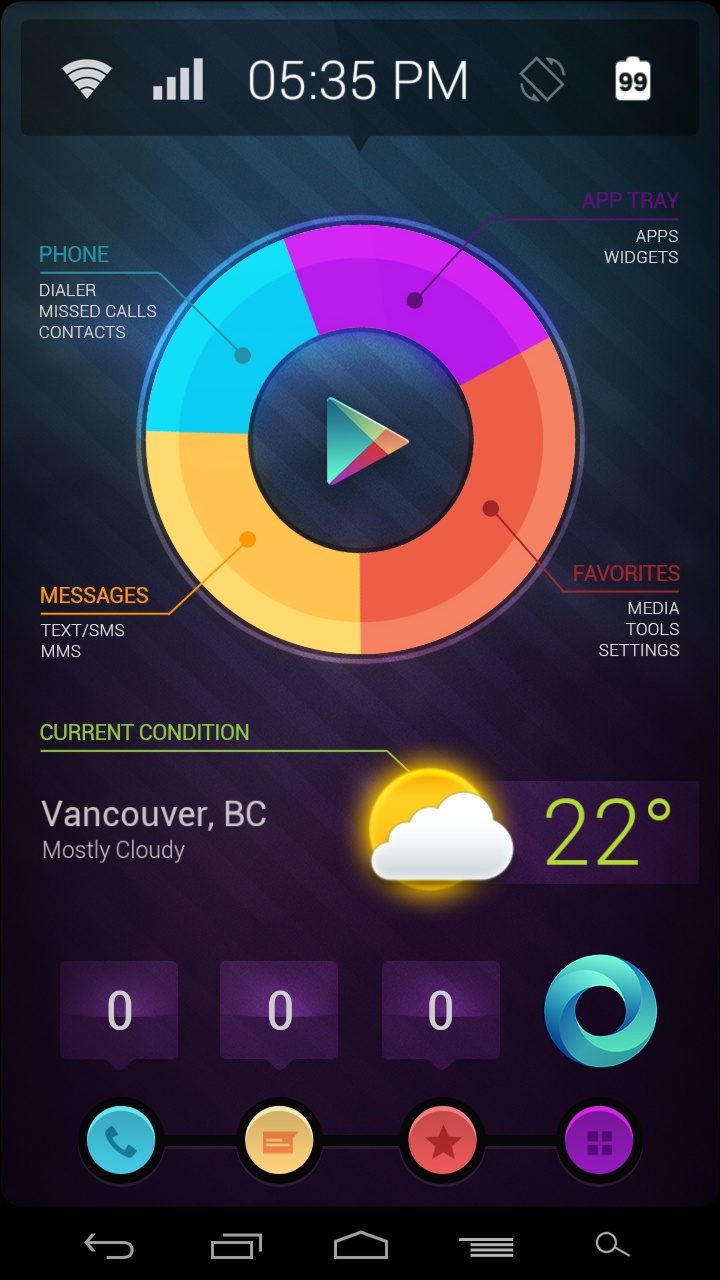 05:35 PM
99
APP TRAY
APPS
WIDGETS
PHONE
DIALER
MISSED CALLS
CONTACTS
FAVORITES
MEDIA
TOOLS
SETTINGS
MESSAGES
TEXT/SMS
MMS
CURRENT CONDITION
Vancouver, BC
Mostly Cloudy
22°
0
0
0